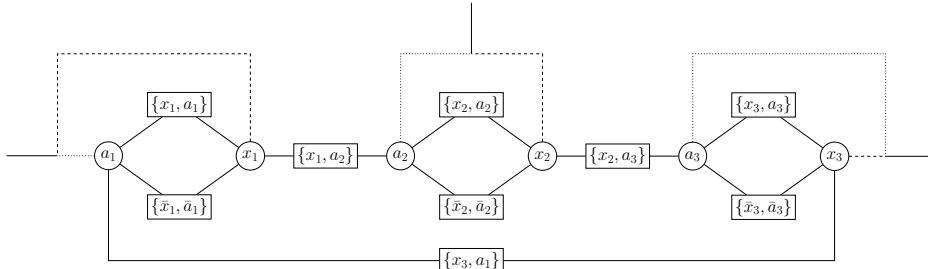 {x₁, a₁} {x₂, a₂} {x₃, a₃}
a₁ x₁ {x₁, a₂} a₂ x₂ {x₂, a₃} a₃ x₃
{x̄₁, ā₁} {x̄₂, ā₂} {x̄₃, ā₃}
{x₃, a₁}